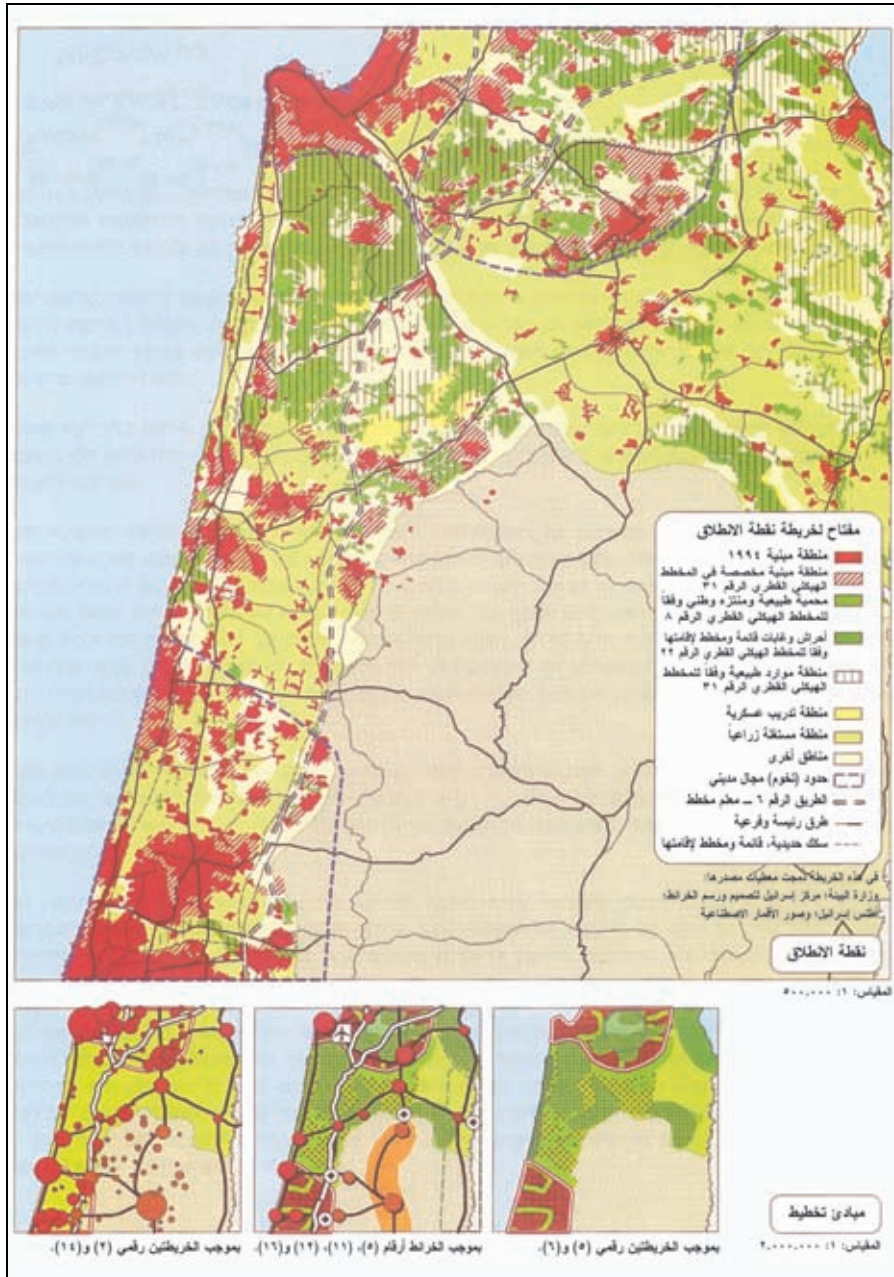 مفتاح لخريطة نقطة الانطلاق
منطقة مبنية ١٩٩٤
منطقة مبنية مخصصة في المخطط
الهيكلي القطري الرقم ٣١
محمية طبيعية ومنتزه وطني وفقاً
للمخطط الهيكلي القطري الرقم ٨
أحراش وغابات قائمة ومخطط لإقامتها
وفقاً للمخطط الهيكلي القطري الرقم ٢٢
منطقة موارد طبيعية وفقاً للمخطط
الهيكلي القطري الرقم ٣١
منطقة تدريب عسكرية
منطقة مستغلة زراعياً
مناطق أخرى
حدود (تخوم) مجال مديني
الطريق الرقم ٦ ــ معلم مخطط
طرق رئيسة وفرعية
سكك حديدية، قائمة ومخطط لإقامتها
في هذه الخريطة دمجت معطيات مصدرها:
وزارة البيئة؛ مركز إسرائيل لتصميم ورسم الخرائط؛
أطلس إسرائيل؛ وصور الأقمار الاصطناعية
نقطة الانطلاق
المقياس: ١: ٥٠٠,٠٠٠
مبادئ تخطيط
المقياس: ١: ٢,٠٠٠,٠٠٠
بموجب الخريطتين رقمي (٥) و(٦).
بموجب الخرائط أرقام (٥)، (١١)، (١٢) و(١٦).
بموجب الخريطتين رقمي (٢) و(١٤).